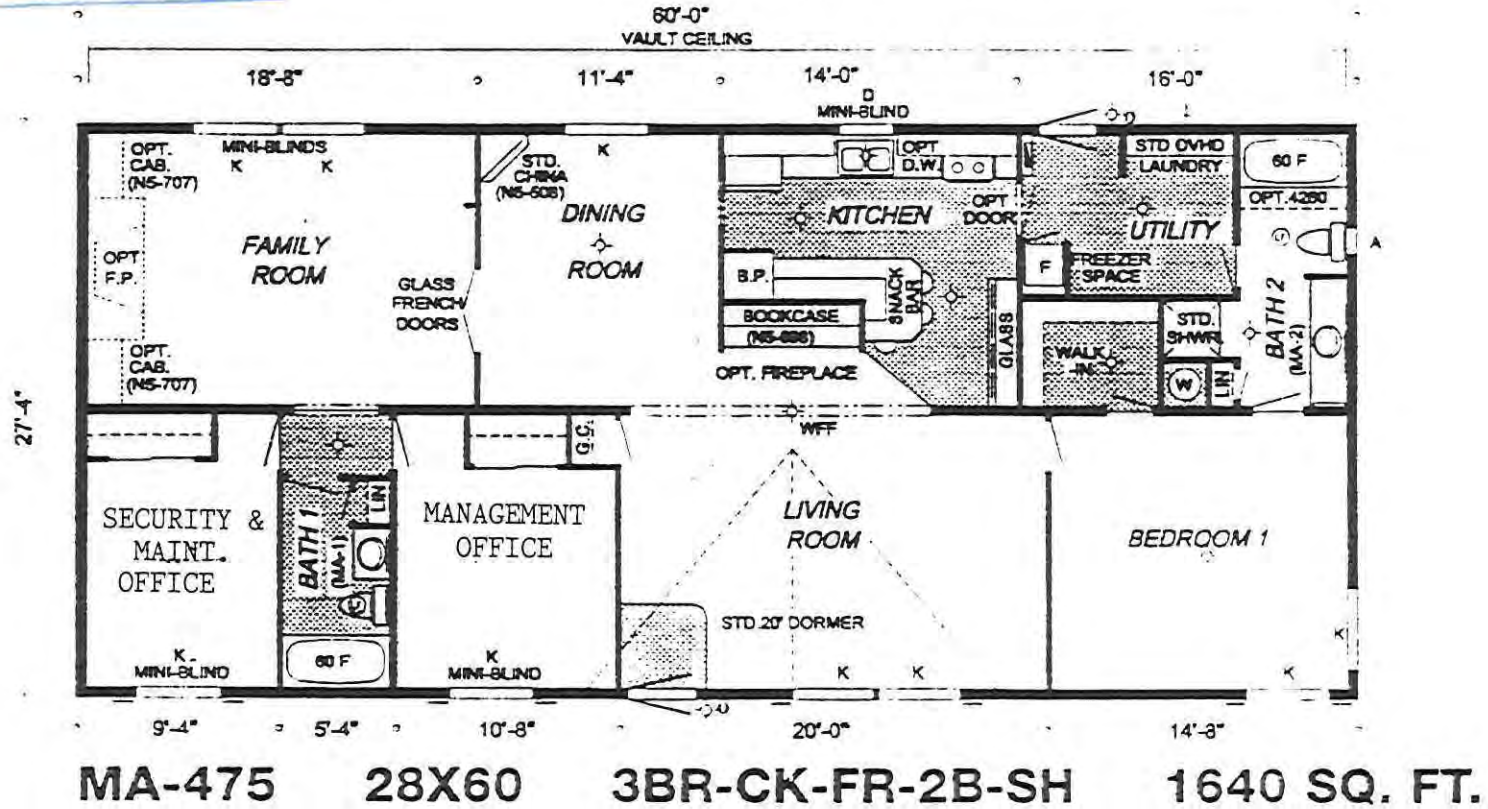 60'-0"
VAULT CEILING
18'-8"
11'-4"
14'-0"
16'-0"
D
MINI-BLIND
D
MINI-BLINDS
K
K
OPT.
CAB.
(N5-707)
OPT
F.P.
OPT.
CAB.
(N5-707)
FAMILY
ROOM
GLASS
FRENCH
DOORS
STD.
CHINA
(N5-508)
K
DINING
ROOM
OPT
D.W.
KITCHEN
OPT
DOOR
B.P.
SNACK
BAR
BOOKCASE
GLASS
OPT. FIREPLACE
STD OVHD
LAUNDRY
UTILITY
F
FREEZER
SPACE
60 F
OPT. 4260
A
BATH 2
(MA-2)
WALK
-IN
STD.
SHWR.
W
LIN
27'-4"
WFF
G.C.
SECURITY &
MAINT.
OFFICE
K
MINI-BLIND
BATH 1
(MA-1)
LIN
60 F
MANAGEMENT
OFFICE
K
MINI-BLIND
LIVING
ROOM
STD.20' DORMER
K
K
D
BEDROOM 1
K
K
9'-4"
5'-4"
10'-8"
20'-0"
14'-8"
MA-475 28X60 3BR-CK-FR-2B-SH 1640 SQ. FT.